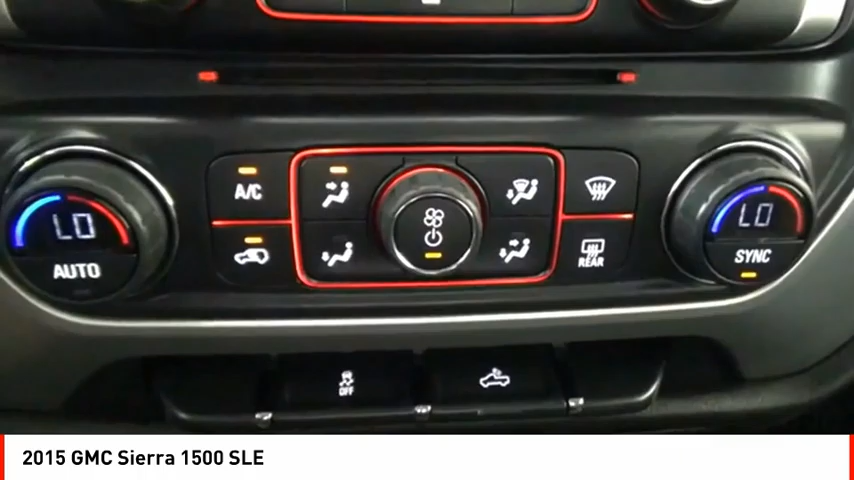 A/C
LO
LO
AUTO
SYNC
REAR
OFF
2015 GMC Sierra 1500 SLE